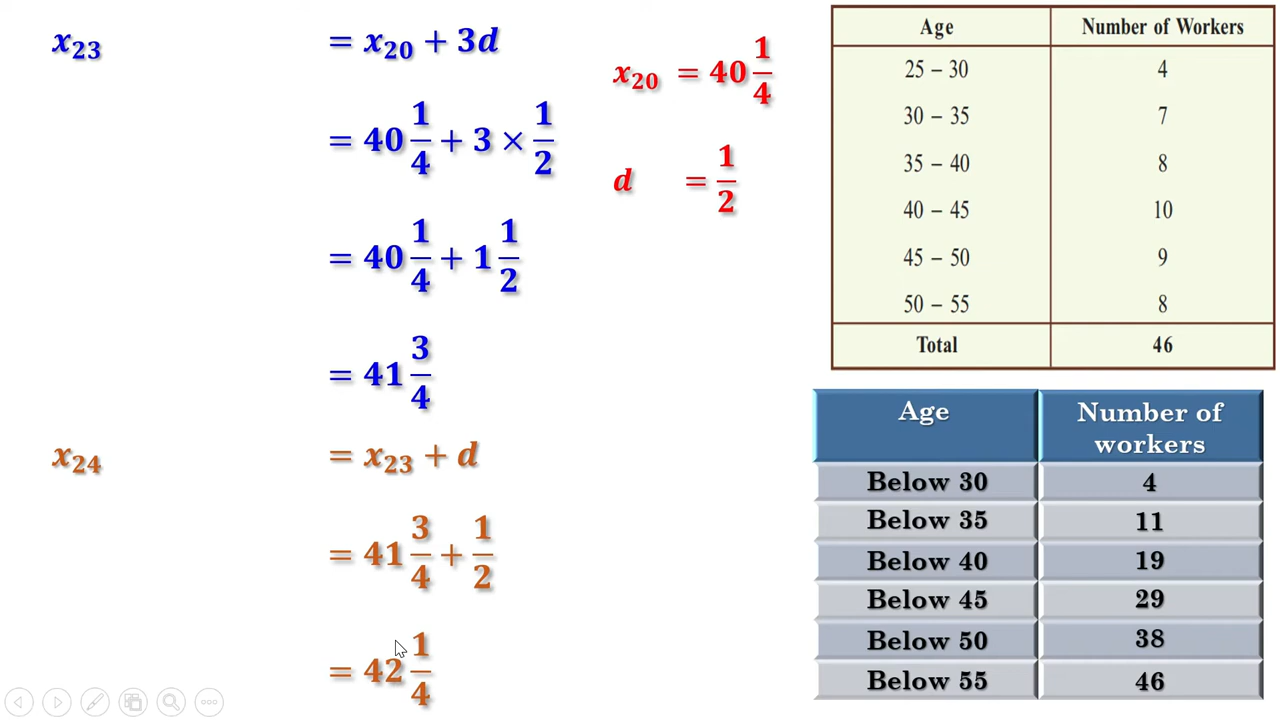 x₂₃ = x₂₀ + 3d
= 40 1/4 + 3 × 1/2
= 40 1/4 + 1 1/2
= 41 3/4
x₂₄ = x₂₃ + d
= 41 3/4 + 1/2
= 42 1/4
x₂₀ = 40 1/4
d = 1/2
Age Number of Workers
25 – 30 4
30 – 35 7
35 – 40 8
40 – 45 10
45 – 50 9
50 – 55 8
Total 46
Age Number of
workers
Below 30 4
Below 35 11
Below 40 19
Below 45 29
Below 50 38
Below 55 46